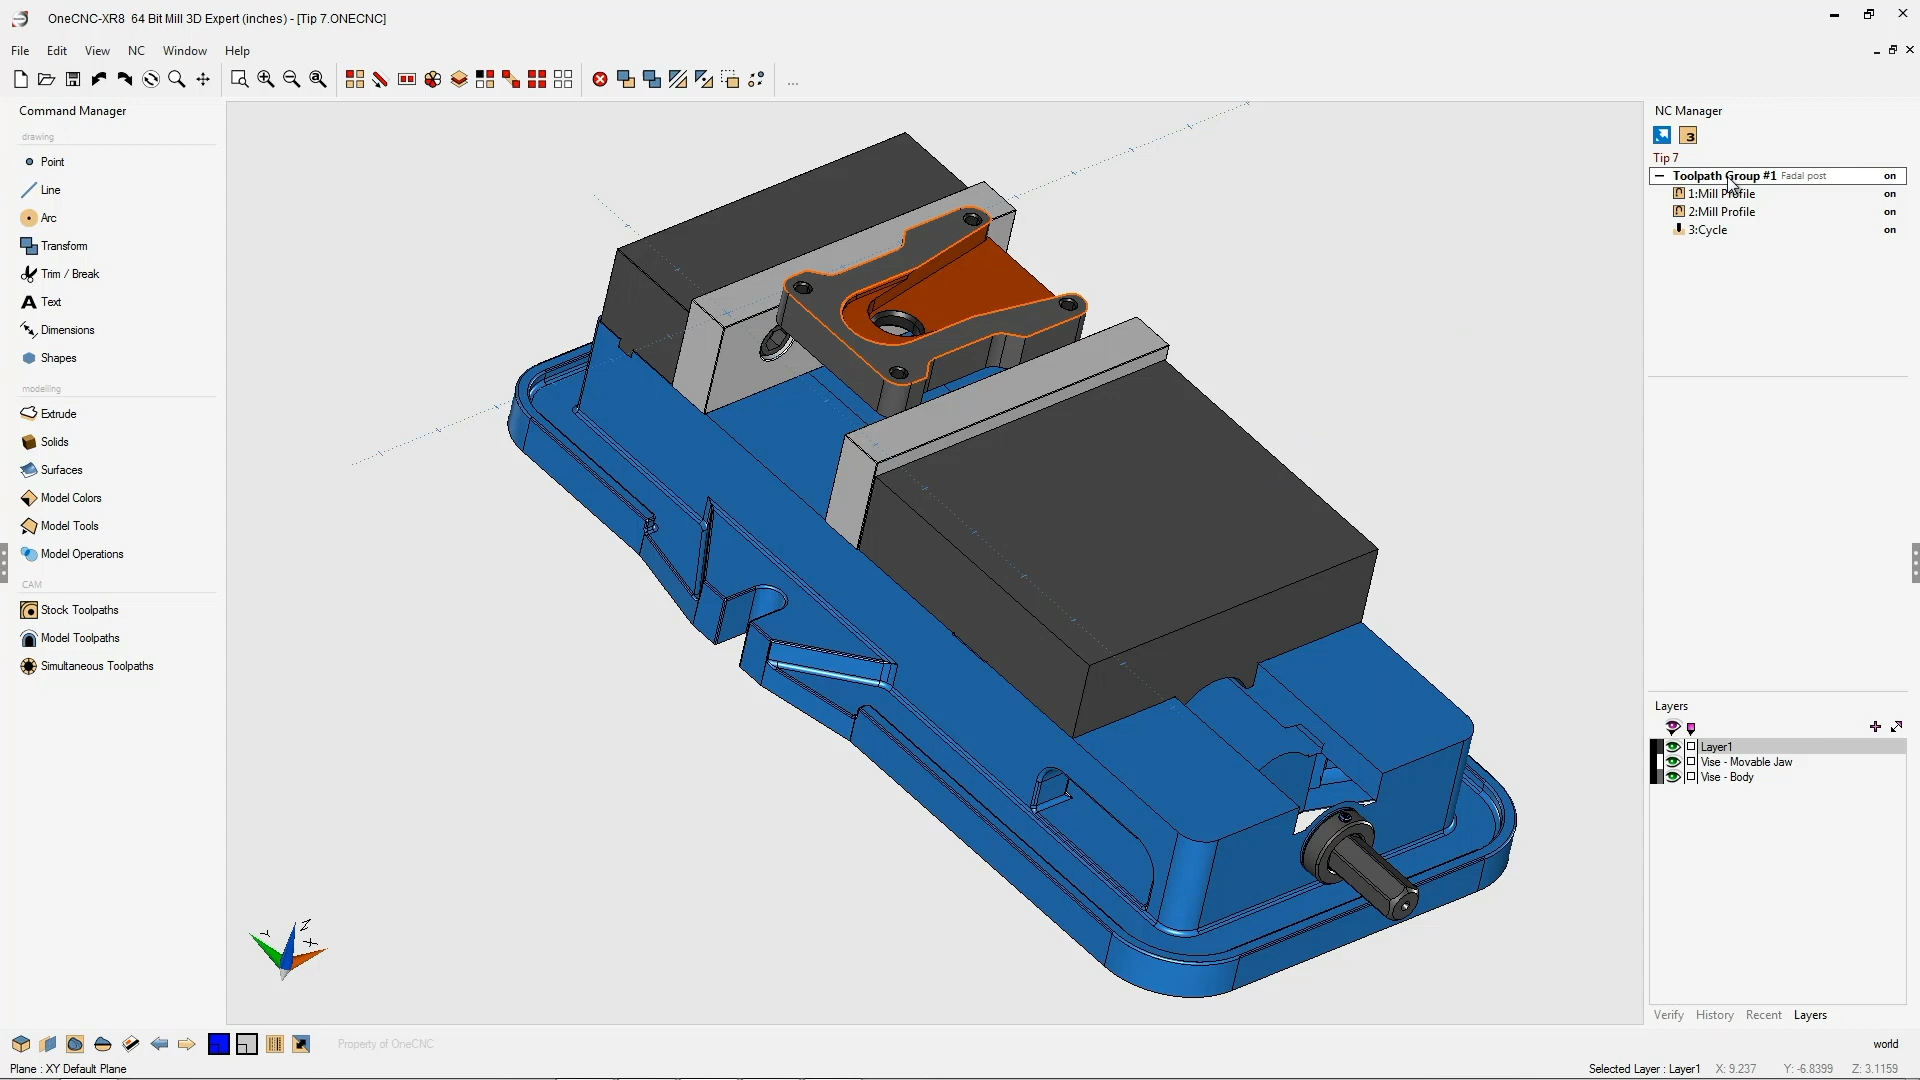 OneCNC-XR8 64 Bit Mill 3D Expert (inches) - [Tip 7.ONECNC]
File Edit View NC Window Help
...
Command Manager
drawing
Point
Line
Arc
Transform
Trim / Break
Text
Dimensions
Shapes
modelling
Extrude
Solids
Surfaces
Model Colors
Model Tools
Model Operations
CAM
Stock Toolpaths
Model Toolpaths
Simultaneous Toolpaths
Y Z X
NC Manager
3
Tip 7
Toolpath Group #1 Fadal post on
1:Mill Profile on
2:Mill Profile on
3:Cycle on
Layers
Layer1
Vise - Movable Jaw
Vise - Body
Verify History Recent Layers
Property of OneCNC
world
Plane : XY Default Plane
Selected Layer : Layer1 X: 9.237 Y: -6.8399 Z: 3.1159